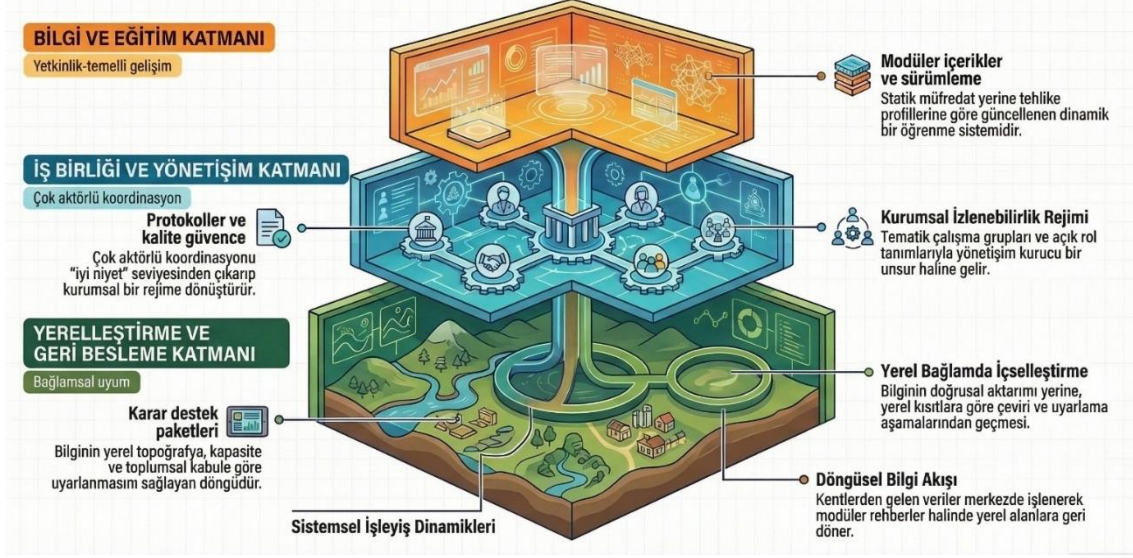 BİLGİ VE EĞİTİM KATMANI
Yetkinlik-temelli gelişim
Modüler içerikler
ve sürümleme
Statik müfredat yerine tehlike
profillerine göre güncellenen dinamik
bir öğrenme sistemidir.
İŞ BİRLİĞİ VE YÖNETİŞİM KATMANI
Çok aktörlü koordinasyon
Protokoller ve
kalite güvence
Çok aktörlü koordinasyonu
“iyi niyet” seviyesinden çıkarıp
kurumsal bir rejime dönüştürür.
Kurumsal İzlenebilirlik Rejimi
Tematik çalışma grupları ve açık rol
tanımlarıyla yönetişim kurucu bir
unsur haline gelir.
YERELLEŞTİRME VE
GERİ BESLEME KATMANI
Bağlamsal uyum
Karar destek
paketleri
Bilginin yerel topoğrafya, kapasite
ve toplumsal kabule göre
uyarlanmasını sağlayan döngüdür.
Yerel Bağlamda İçselleştirme
Bilginin doğrusal aktarımı yerine,
yerel kısıtlara göre çeviri ve uyarlama
aşamalarından geçmesi.
Döngüsel Bilgi Akışı
Kentlerden gelen veriler merkezde işlenerek
modüler rehberler halinde yerel alanlara geri
döner.
Sistemsel İşleyiş Dinamikleri